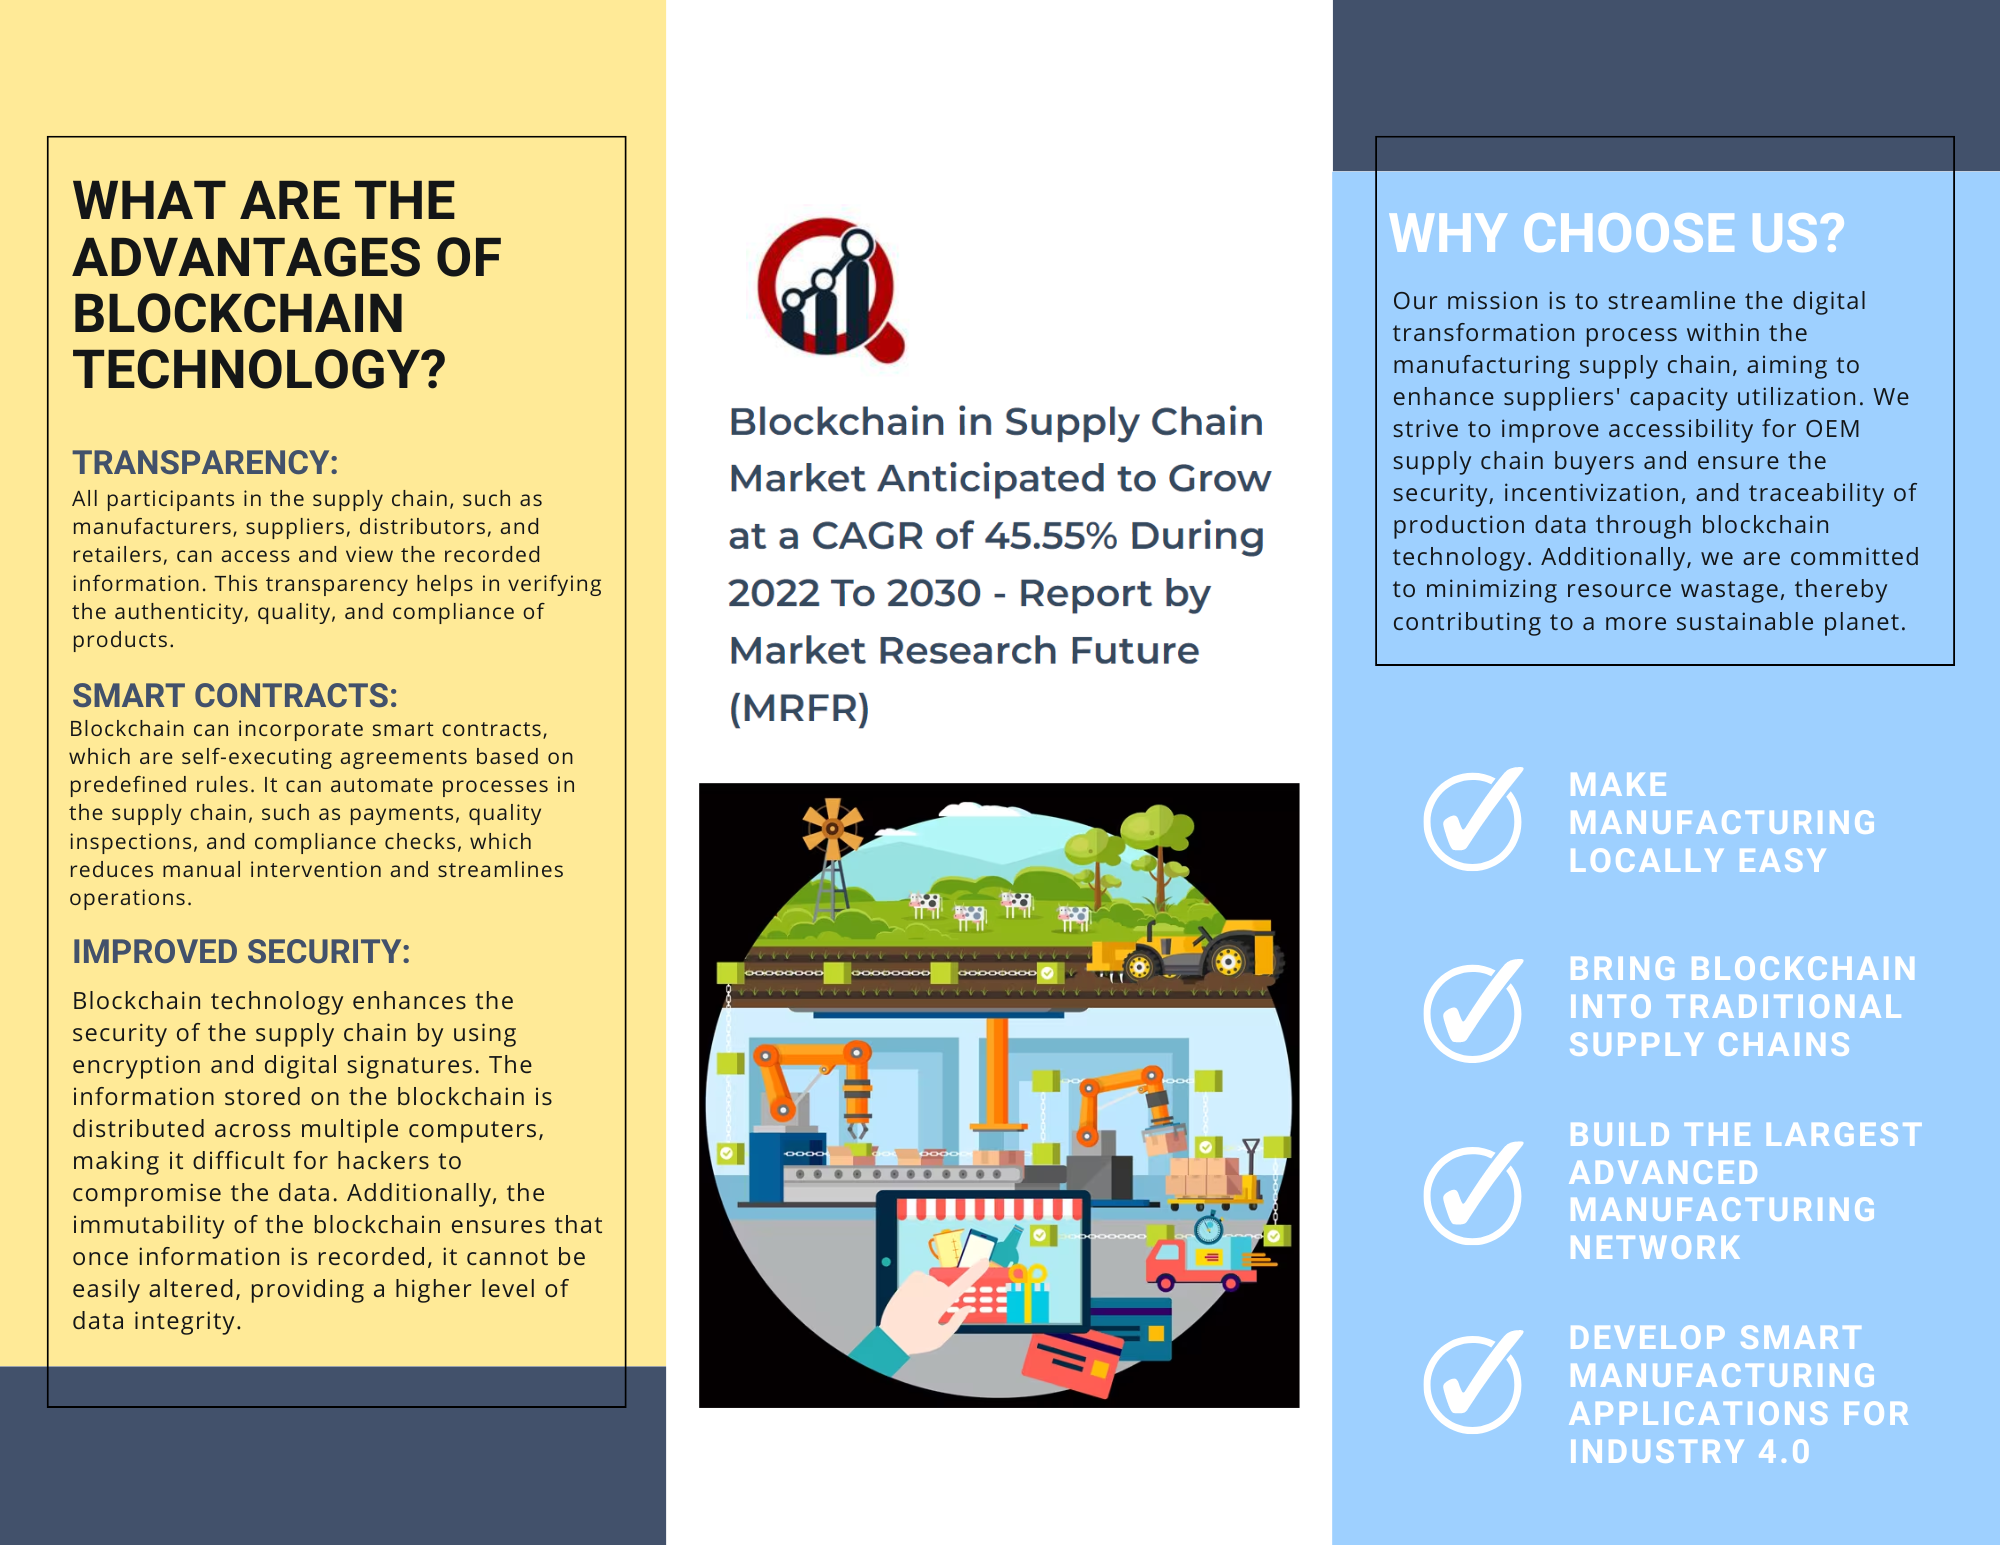 WHAT ARE THE
ADVANTAGES OF
BLOCKCHAIN
TECHNOLOGY?
TRANSPARENCY:
All participants in the supply chain, such as
manufacturers, suppliers, distributors, and
retailers, can access and view the recorded
information. This transparency helps in verifying
the authenticity, quality, and compliance of
products.
SMART CONTRACTS:
Blockchain can incorporate smart contracts,
which are self-executing agreements based on
predefined rules. It can automate processes in
the supply chain, such as payments, quality
inspections, and compliance checks, which
reduces manual intervention and streamlines
operations.
IMPROVED SECURITY:
Blockchain technology enhances the
security of the supply chain by using
encryption and digital signatures. The
information stored on the blockchain is
distributed across multiple computers,
making it difficult for hackers to
compromise the data. Additionally, the
immutability of the blockchain ensures that
once information is recorded, it cannot be
easily altered, providing a higher level of
data integrity.
Blockchain in Supply Chain
Market Anticipated to Grow
at a CAGR of 45.55% During
2022 To 2030 - Report by
Market Research Future
(MRFR)
WHY CHOOSE US?
Our mission is to streamline the digital
transformation process within the
manufacturing supply chain, aiming to
enhance suppliers' capacity utilization. We
strive to improve accessibility for OEM
supply chain buyers and ensure the
security, incentivization, and traceability of
production data through blockchain
technology. Additionally, we are committed
to minimizing resource wastage, thereby
contributing to a more sustainable planet.
MAKE
MANUFACTURING
LOCALLY EASY
BRING BLOCKCHAIN
INTO TRADITIONAL
SUPPLY CHAINS
BUILD THE LARGEST
ADVANCED
MANUFACTURING
NETWORK
DEVELOP SMART
MANUFACTURING
APPLICATIONS FOR
INDUSTRY 4.0